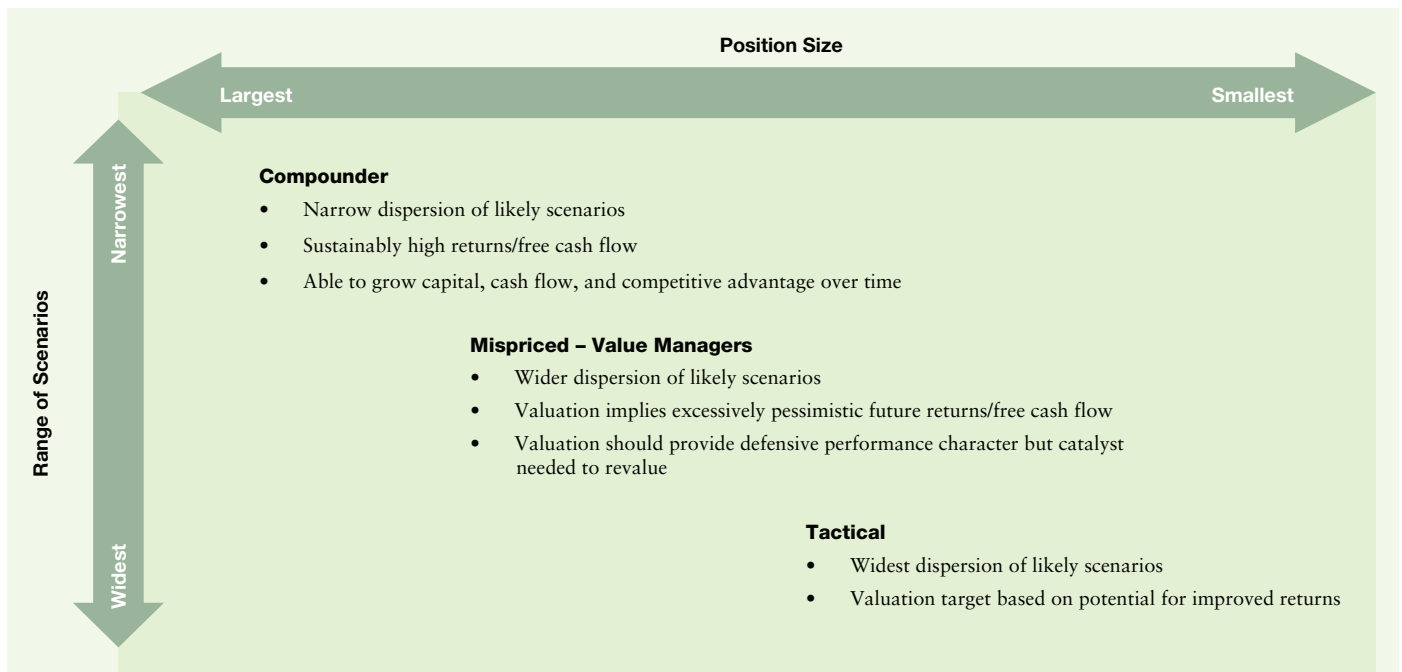 Position Size
Largest
Smallest
Range of Scenarios
Narrowest
Widest
Compounder
• Narrow dispersion of likely scenarios
• Sustainably high returns/free cash flow
• Able to grow capital, cash flow, and competitive advantage over time
Mispriced – Value Managers
• Wider dispersion of likely scenarios
• Valuation implies excessively pessimistic future returns/free cash flow
• Valuation should provide defensive performance character but catalyst
needed to revalue
Tactical
• Widest dispersion of likely scenarios
• Valuation target based on potential for improved returns